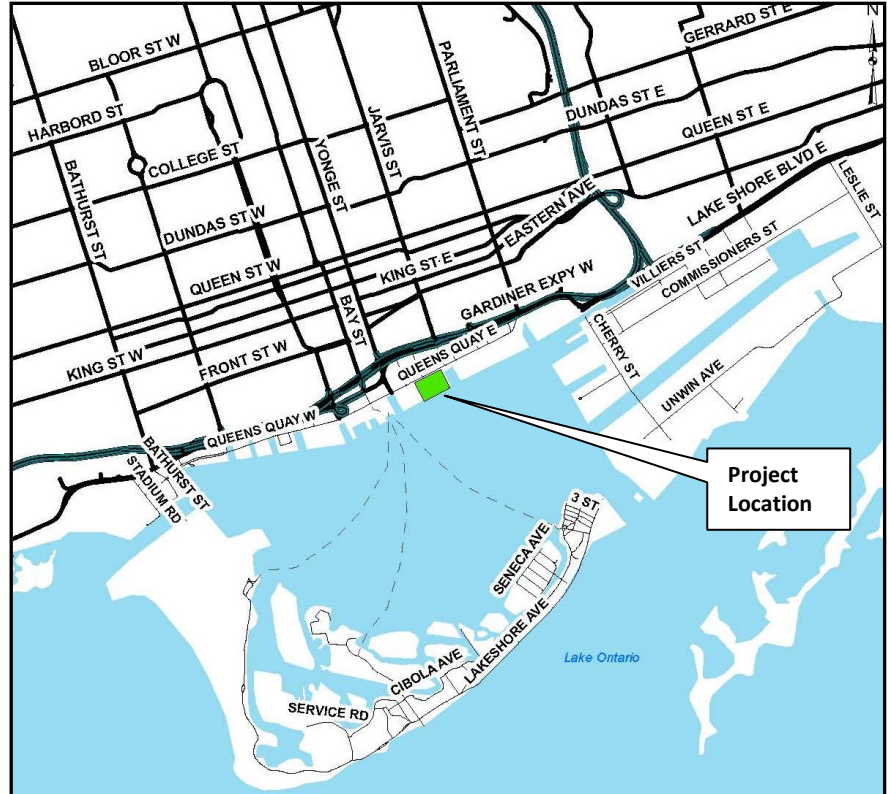 N
GERRARD ST E
BLOOR ST W
PARLIAMENT ST
DUNDAS ST E
HARBORD ST
JARVIS ST
QUEEN ST E
COLLEGE ST
YONGE ST
BATHURST ST
LAKE SHORE BLVD E
LESLIE ST
EASTERN AVE
DUNDAS ST W
KING ST E
VILLIERS ST
COMMISSIONERS ST
QUEEN ST W
BAY ST
GARDINER EXPY W
CHERRY ST
KING ST W
FRONT ST W
QUEENS QUAY E
UNWIN AVE
QUEENS QUAY W
BATHURST ST
STADIUM RD
Project
Location
3 ST
SENECA AVE
LAKESHORE AVE
CIBOLA AVE
Lake Ontario
SERVICE RD